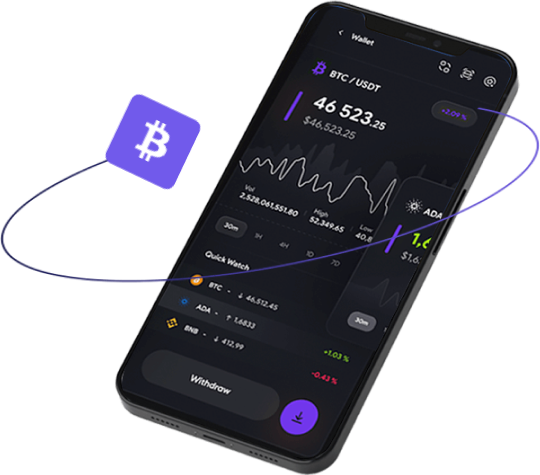 Wallet
BTC / USDT
46 523.25
+2,09 %
$46,523.25
ADA
Vol
2,528,061,551.80
High
52,349.65
Low
40,8
1,6
$1,6
30m
1H
4H
1D
7D
30m
Quick Watch
BTC - ↓ 46,512.45
ADA - ↑ 1,6833
+1.03 %
BNB - ↓ 412,99
-0.43 %
Withdraw